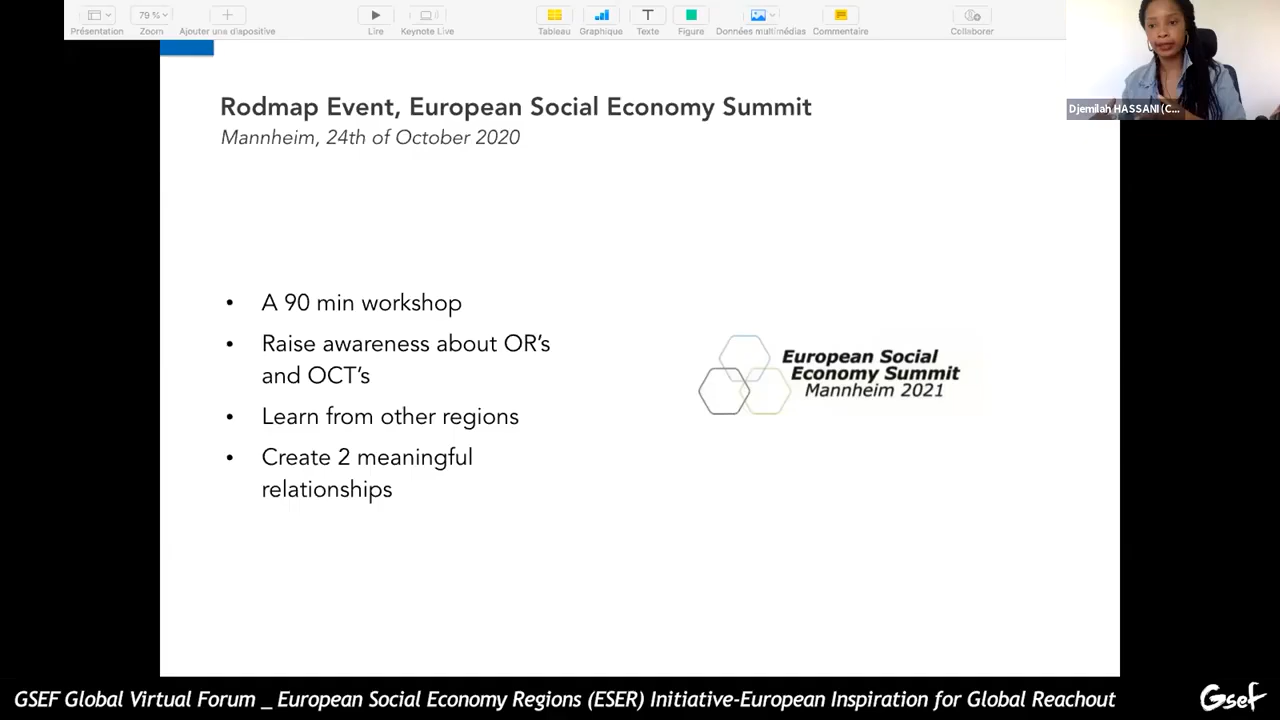 Présentation
79 %
Zoom
Ajouter une diapositive
Lire
Keynote Live
Tableau
Graphique
T
Texte
Figure
Données multimédias
Commentaire
Collaborer
Djemilah HASSANI (C...
Rodmap Event, European Social Economy Summit
Mannheim, 24th of October 2020
• A 90 min workshop
• Raise awareness about OR's
and OCT's
• Learn from other regions
• Create 2 meaningful
relationships
European Social
Economy Summit
Mannheim 2021
GSEF Global Virtual Forum _ European Social Economy Regions (ESER) Initiative-European Inspiration for Global Reachout
Gsef